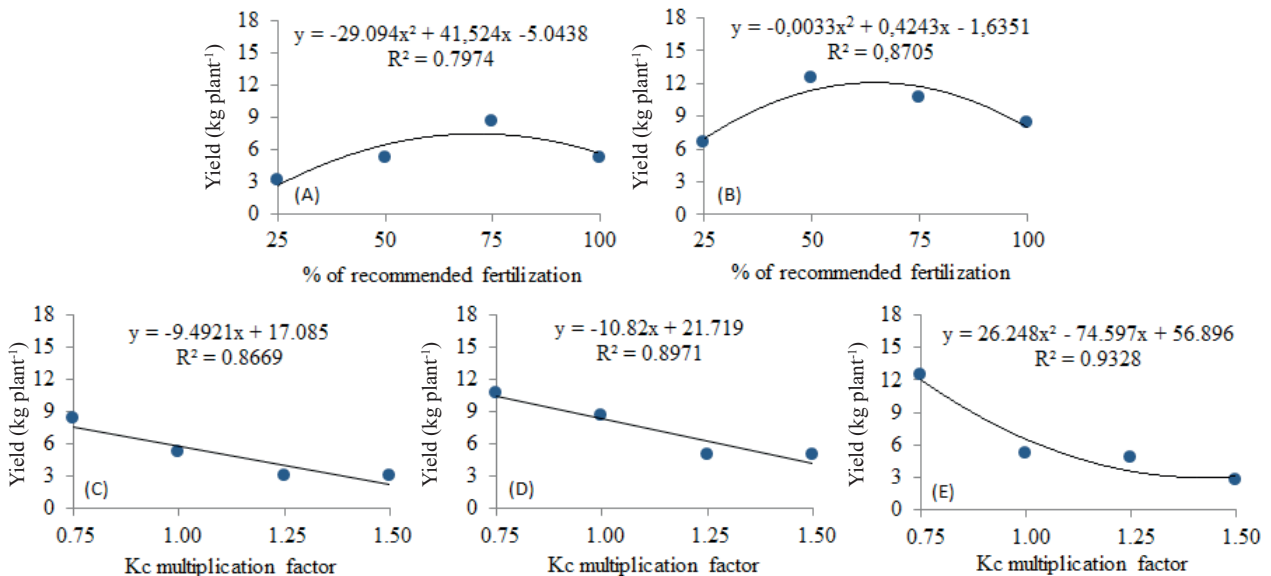 y = -29.094x² + 41,524x -5.0438
R² = 0.7974
Yield (kg plant⁻¹)
18
15
12
9
6
3
0
(A)
25
50
75
100
% of recommended fertilization
y = -0,0033x² + 0,4243x - 1,6351
R² = 0,8705
Yield (kg plant⁻¹)
18
15
12
9
6
3
0
(B)
25
50
75
100
% of recommended fertilization
y = -9.4921x + 17.085
R² = 0.8669
Yield (kg plant⁻¹)
18
15
12
9
6
3
0
(C)
0.75
1.00
1.25
1.50
Kc multiplication factor
y = -10.82x + 21.719
R² = 0.8971
Yield (kg plant⁻¹)
18
15
12
9
6
3
0
(D)
0.75
1.00
1.25
1.50
Kc multiplication factor
y = 26.248x² - 74.597x + 56.896
R² = 0.9328
Yield (kg plant⁻¹)
18
15
12
9
6
3
0
(E)
0.75
1.00
1.25
1.50
Kc multiplication factor